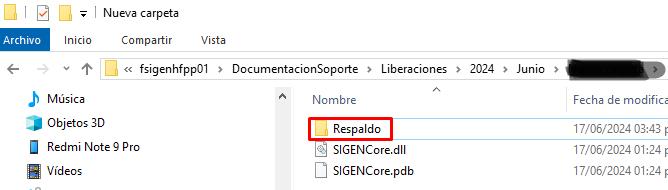 Nueva carpeta
Archivo Inicio Compartir Vista
« fsigenhfpp01 > DocumentacionSoporte > Liberaciones > 2024 > Junio >
Nombre Fecha de modifica
Música
Objetos 3D
Redmi Note 9 Pro
Vídeos
Respaldo 17/06/2024 03:43 p
SIGENCore.dll 17/06/2024 01:24 p
SIGENCore.pdb 17/06/2024 01:24 p